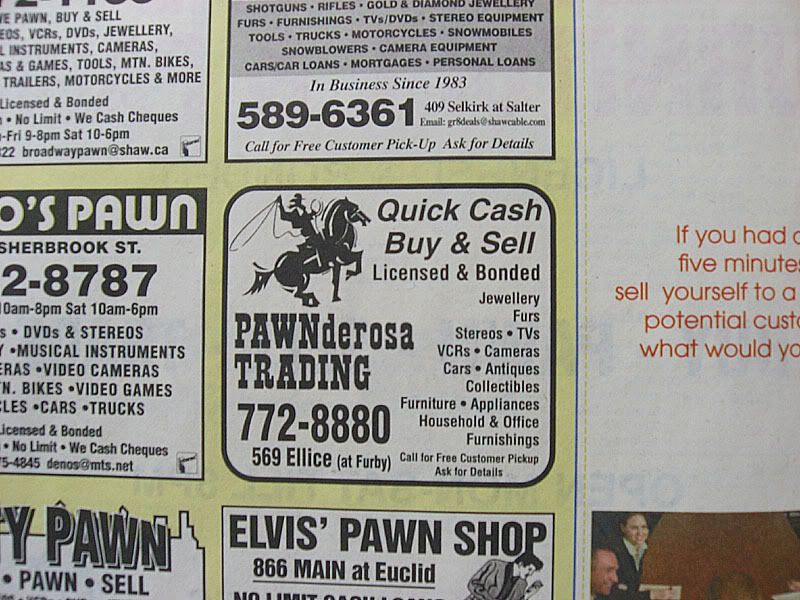 VE PAWN, BUY & SELL
EOS, VCRs, DVDs, JEWELLERY,
L INSTRUMENTS, CAMERAS,
AS & GAMES, TOOLS, MTN. BIKES,
TRAILERS, MOTORCYCLES & MORE
Licensed & Bonded
• No Limit • We Cash Cheques
-Fri 9-8pm Sat 10-6pm
322 broadwaypawn@shaw.ca
SHOTGUNS • RIFLES • GOLD & DIAMOND JEWELLERY
FURS • FURNISHINGS • TVs/DVDs • STEREO EQUIPMENT
TOOLS • TRUCKS • MOTORCYCLES • SNOWMOBILES
SNOWBLOWERS • CAMERA EQUIPMENT
CARS/CAR LOANS • MORTGAGES • PERSONAL LOANS
In Business Since 1983
589-6361 409 Selkirk at Salter
Email: gr8deals@shawcable.com
Call for Free Customer Pick-Up Ask for Details
O'S PAWN
SHERBROOK ST.
2-8787
10am-8pm Sat 10am-6pm
s • DVDs & STEREOS
Y •MUSICAL INSTRUMENTS
ERAS •VIDEO CAMERAS
TN. BIKES •VIDEO GAMES
CLES •CARS •TRUCKS
Licensed & Bonded
• No Limit • We Cash Cheques
75-4845 denos@mts.net
Quick Cash
Buy & Sell
Licensed & Bonded
Jewellery
Furs
Stereos • TVs
VCRs • Cameras
Cars • Antiques
Collectibles
Furniture • Appliances
Household & Office
Furnishings
Call for Free Customer Pickup
Ask for Details
PAWNderosa
TRADING
772-8880
569 Ellice (at Furby)
If you had
five minutes
sell yourself to a
potential custo
what would yo
Y PAWN
• PAWN • SELL
ELVIS' PAWN SHOP
866 MAIN at Euclid
NO LIMIT CASH LOANS